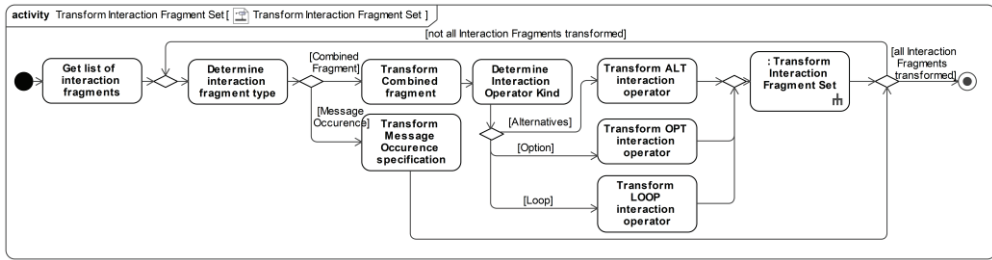 activity Transform Interaction Fragment Set [ Transform Interaction Fragment Set ]
[not all Interaction Fragments transformed]
Get list of
interaction
fragments
Determine
interaction
fragment type
[Combined
Fragment]
[Message
Occurence]
Transform
Combined
fragment
Transform
Message
Occurence
specification
Determine
Interaction
Operator Kind
[Alternatives]
[Option]
[Loop]
Transform ALT
interaction
operator
Transform OPT
interaction
operator
Transform
LOOP
interaction
operator
: Transform
Interaction
Fragment Set
[all Interaction
Fragments
transformed]